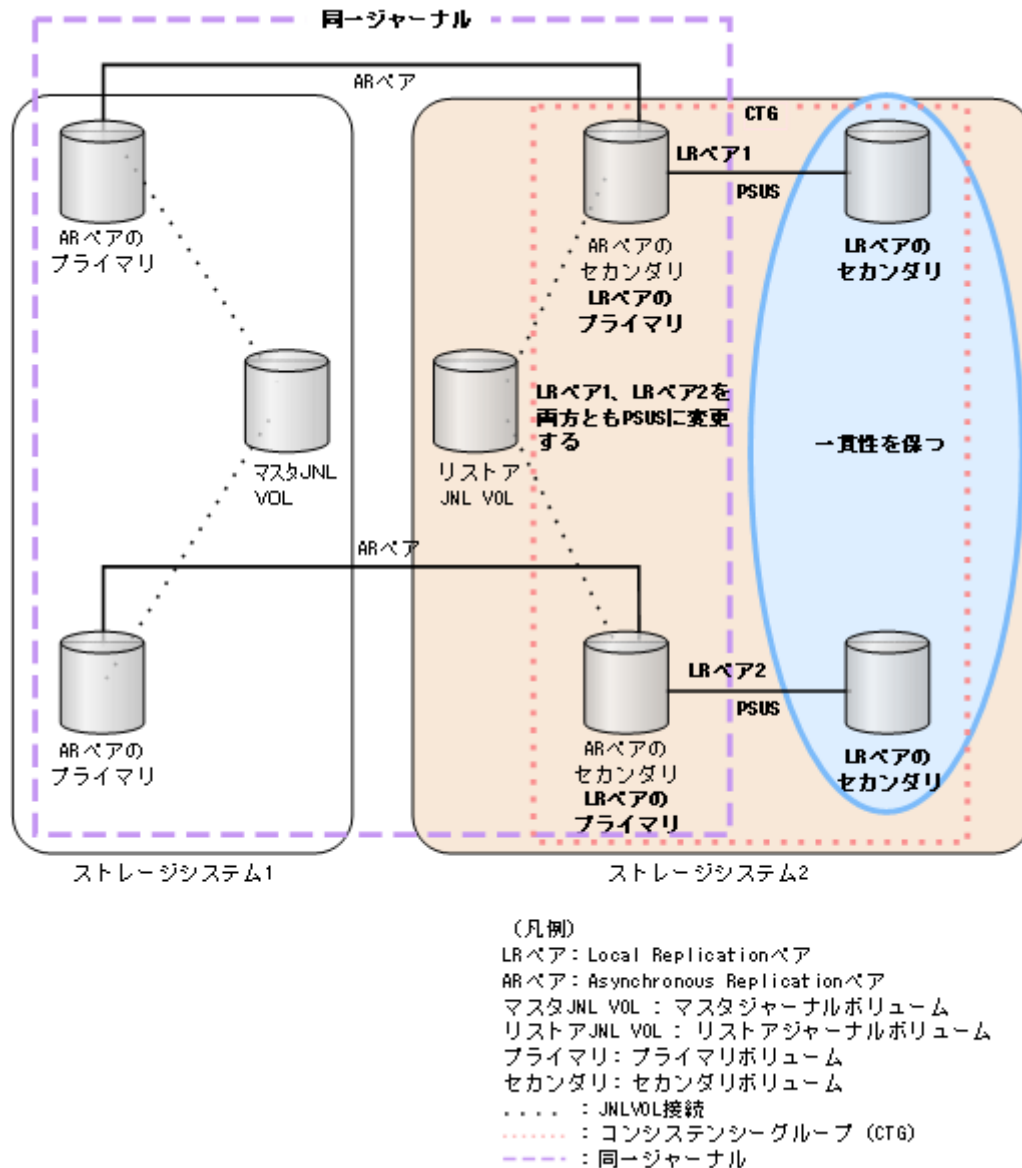 同一ジャーナル
ARペア
CTG
LRペア1
PSUS
ARペアの
プライマリ
ARペアの
セカンダリ
LRペアの
プライマリ
LRペアの
セカンダリ
マスタJNL
VOL
リストア
JNL VOL
LRペア1、LRペア2を
両方ともPSUSに変更
する
一貫性を保つ
ARペア
LRペア2
PSUS
ARペアの
プライマリ
ARペアの
セカンダリ
LRペアの
プライマリ
LRペアの
セカンダリ
ストレージシステム1
ストレージシステム2
（凡例）
LRペア：Local Replicationペア
ARペア：Asynchronous Replicationペア
マスタJNL VOL ：マスタジャーナルボリューム
リストアJNL VOL ：リストアジャーナルボリューム
プライマリ：プライマリボリューム
セカンダリ：セカンダリボリューム
：JNLVOL接続
：コンシステンシーグループ（CTG）
：同一ジャーナル